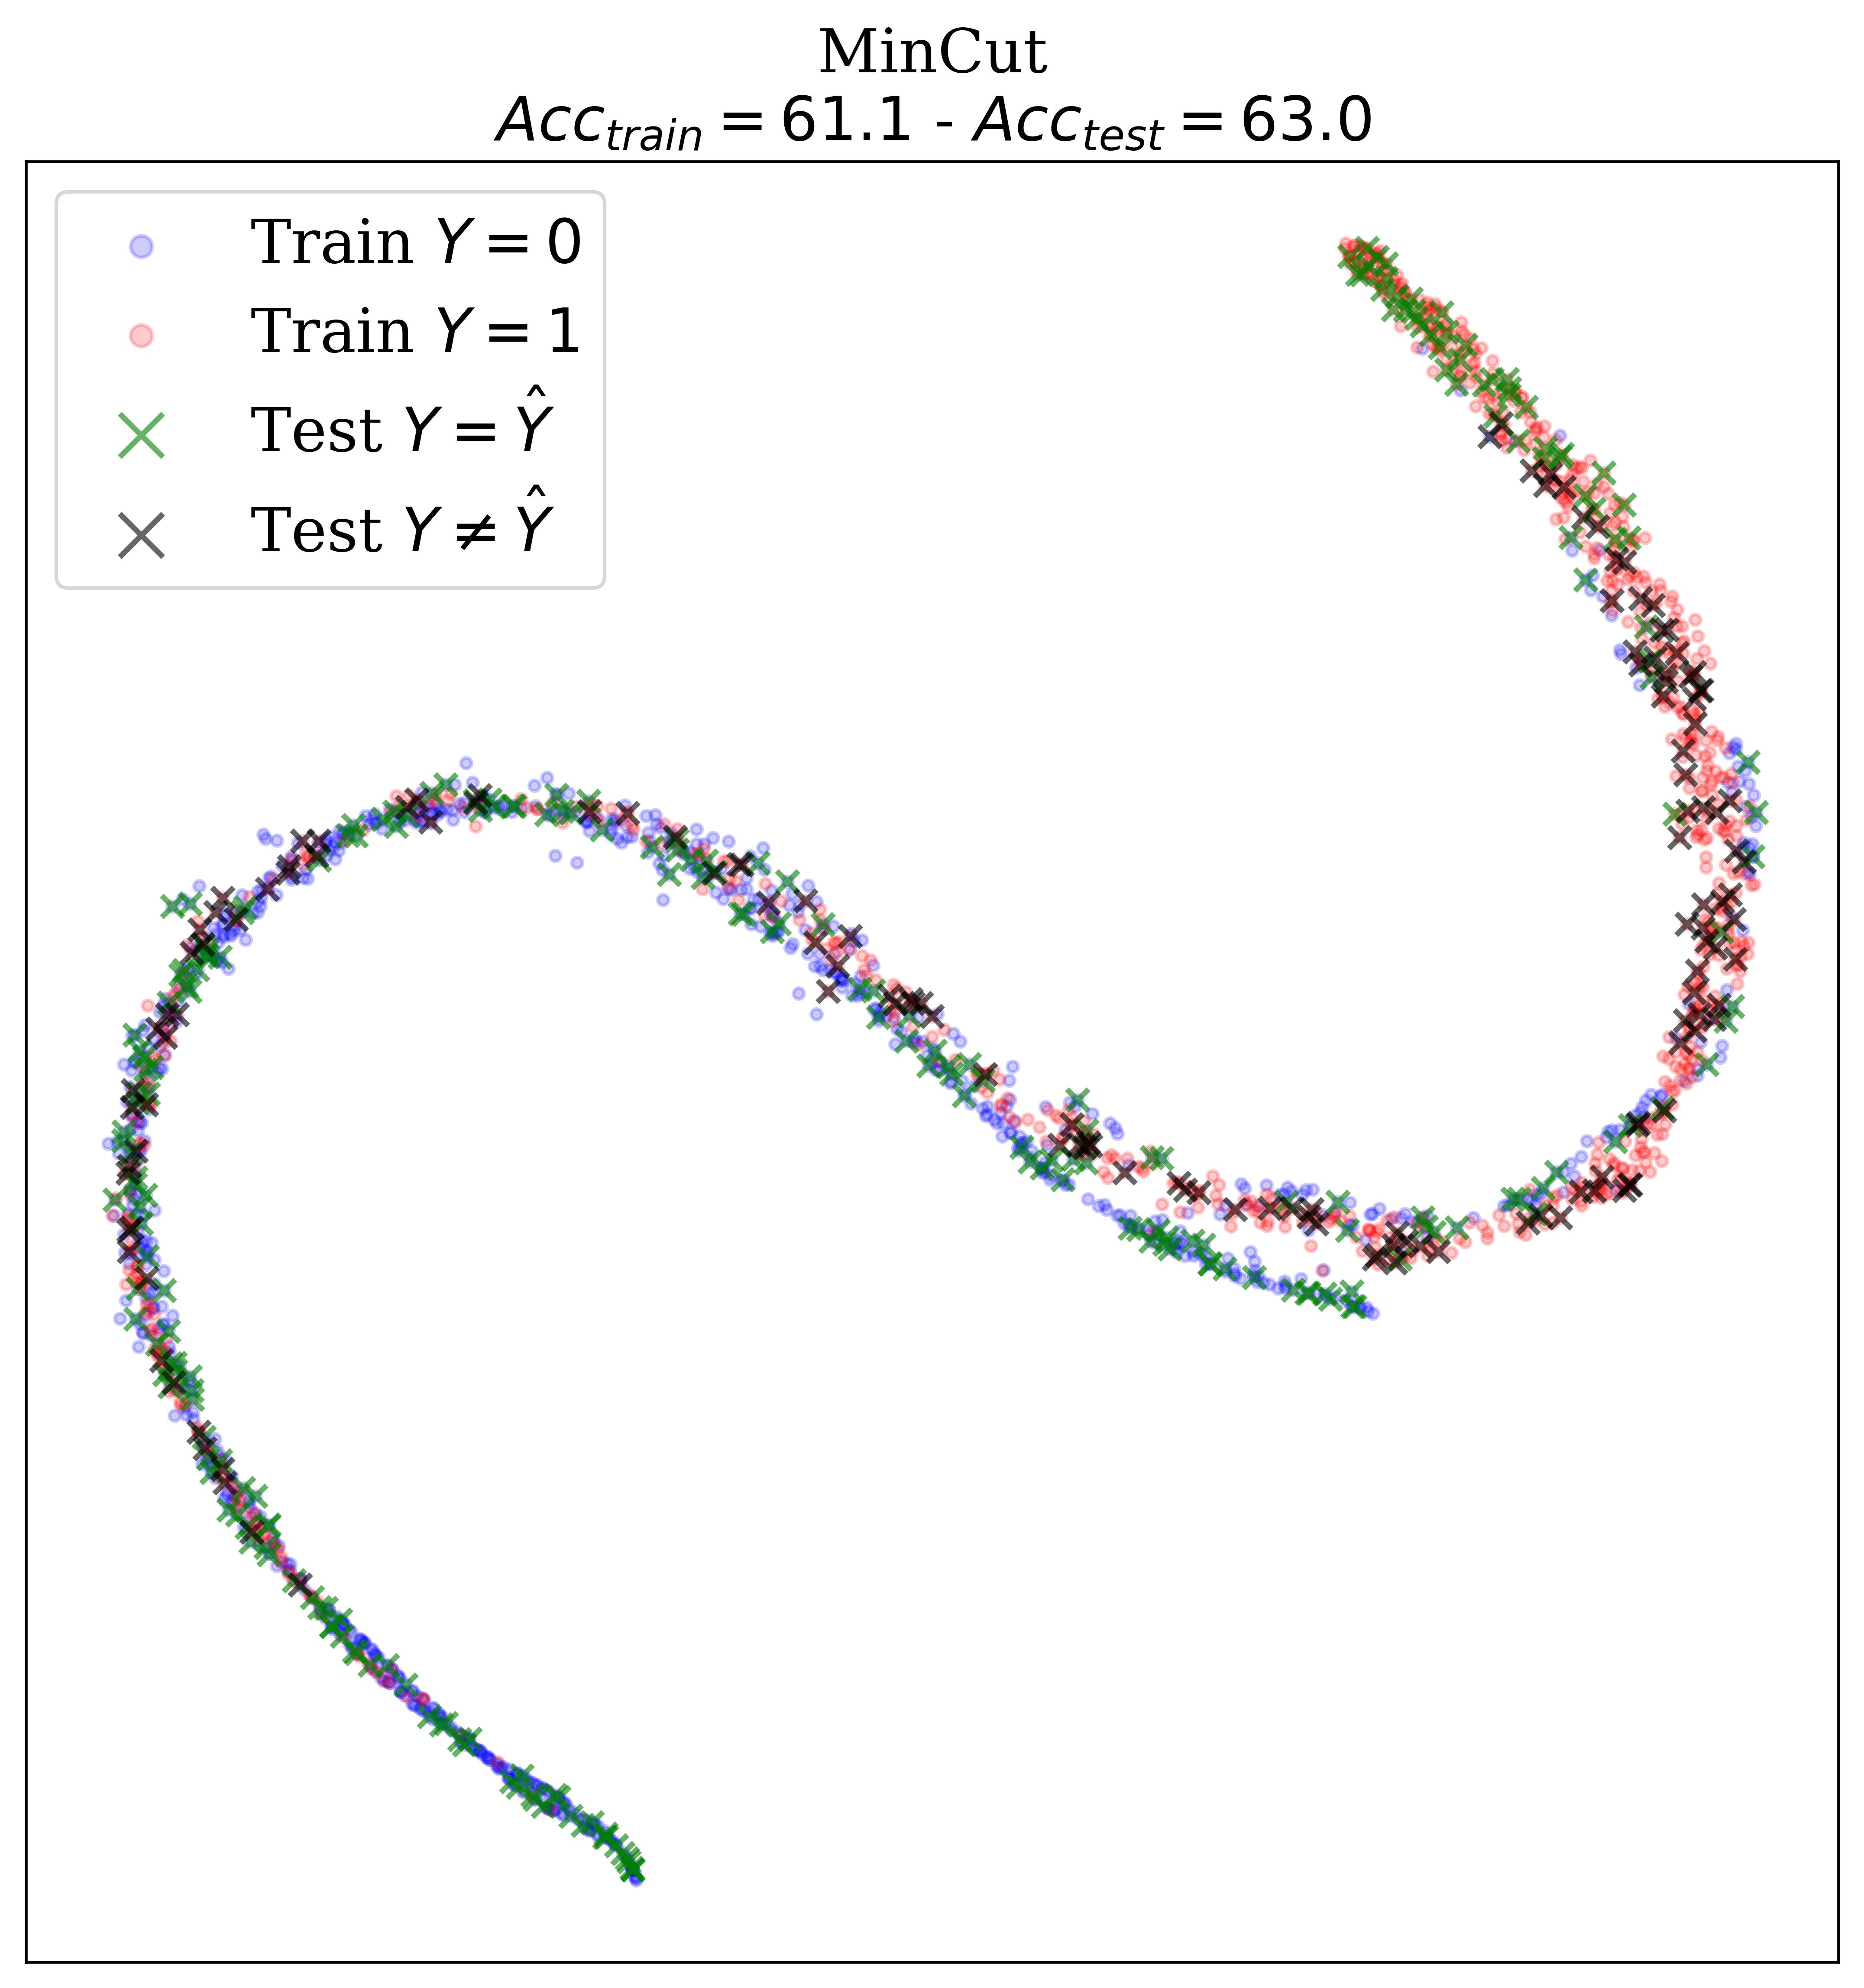 MinCut
Acc_train = 61.1 - Acc_test = 63.0
Train Y = 0
Train Y = 1
Test Y = Ŷ
Test Y ≠ Ŷ